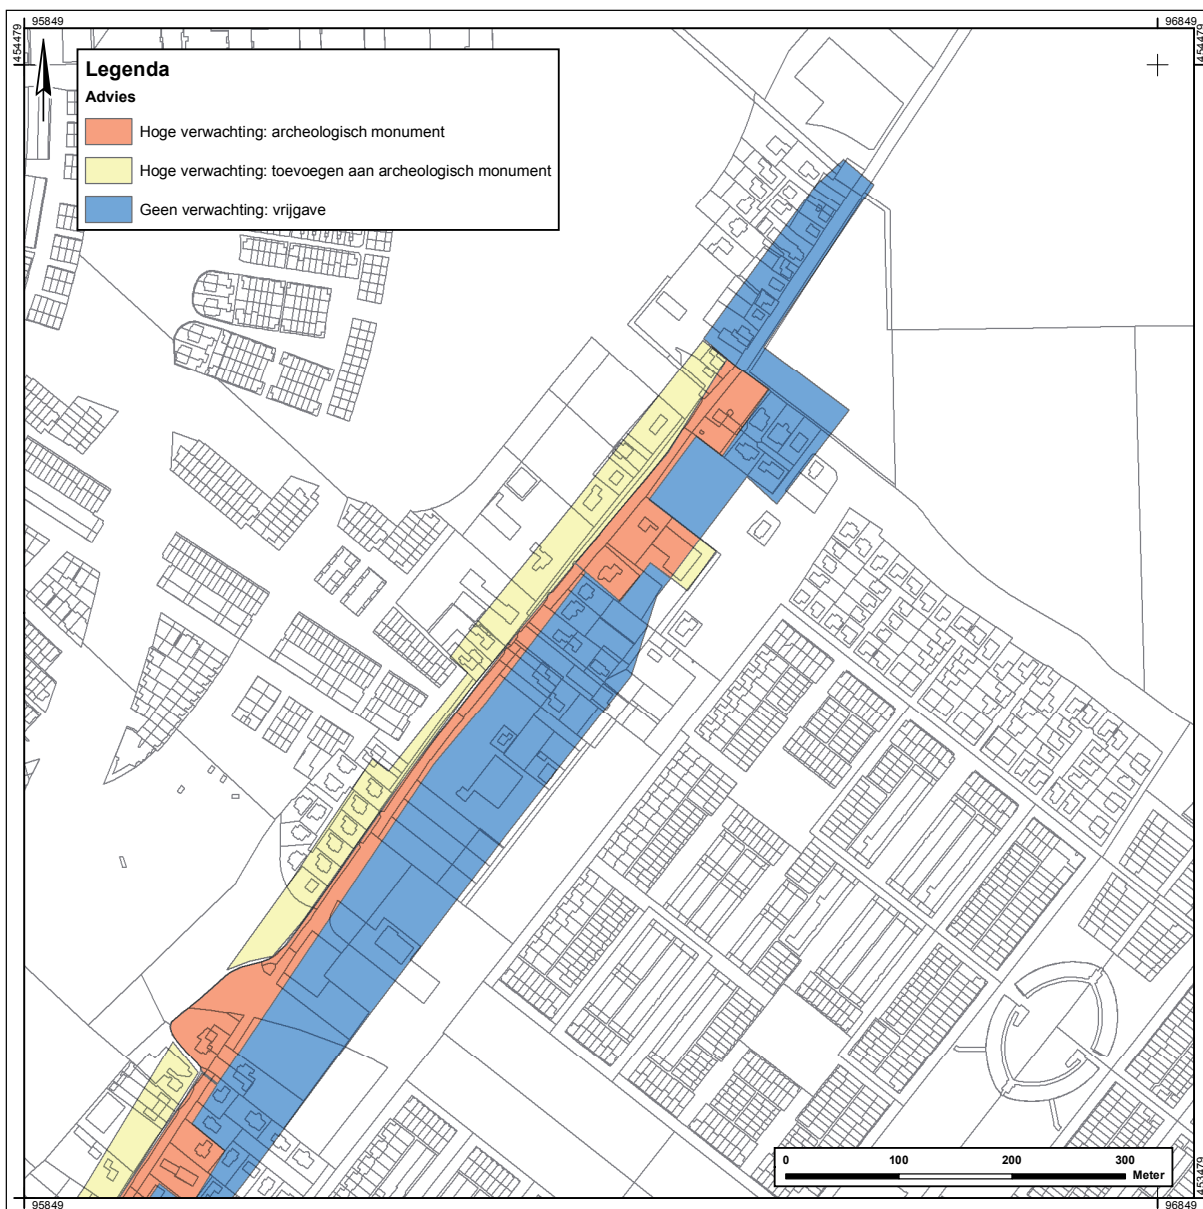 95849
96849
454479
454479
Legenda
Advies
Hoge verwachting: archeologisch monument
Hoge verwachting: toevoegen aan archeologisch monument
Geen verwachting: vrijgave
0
100
200
300
Meter
453479
95849
96849